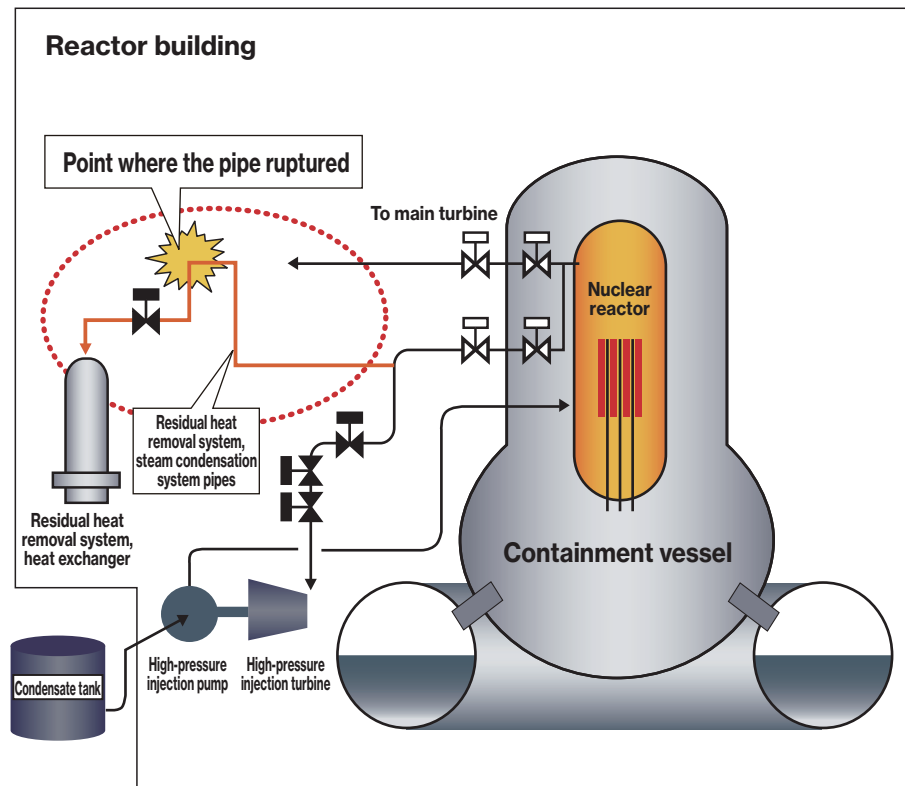 Reactor building
Point where the pipe ruptured
To main turbine
Nuclear
reactor
Residual heat
removal system,
steam condensation
system pipes
Residual heat
removal system,
heat exchanger
Containment vessel
Condensate tank
High-pressure
injection pump
High-pressure
injection turbine